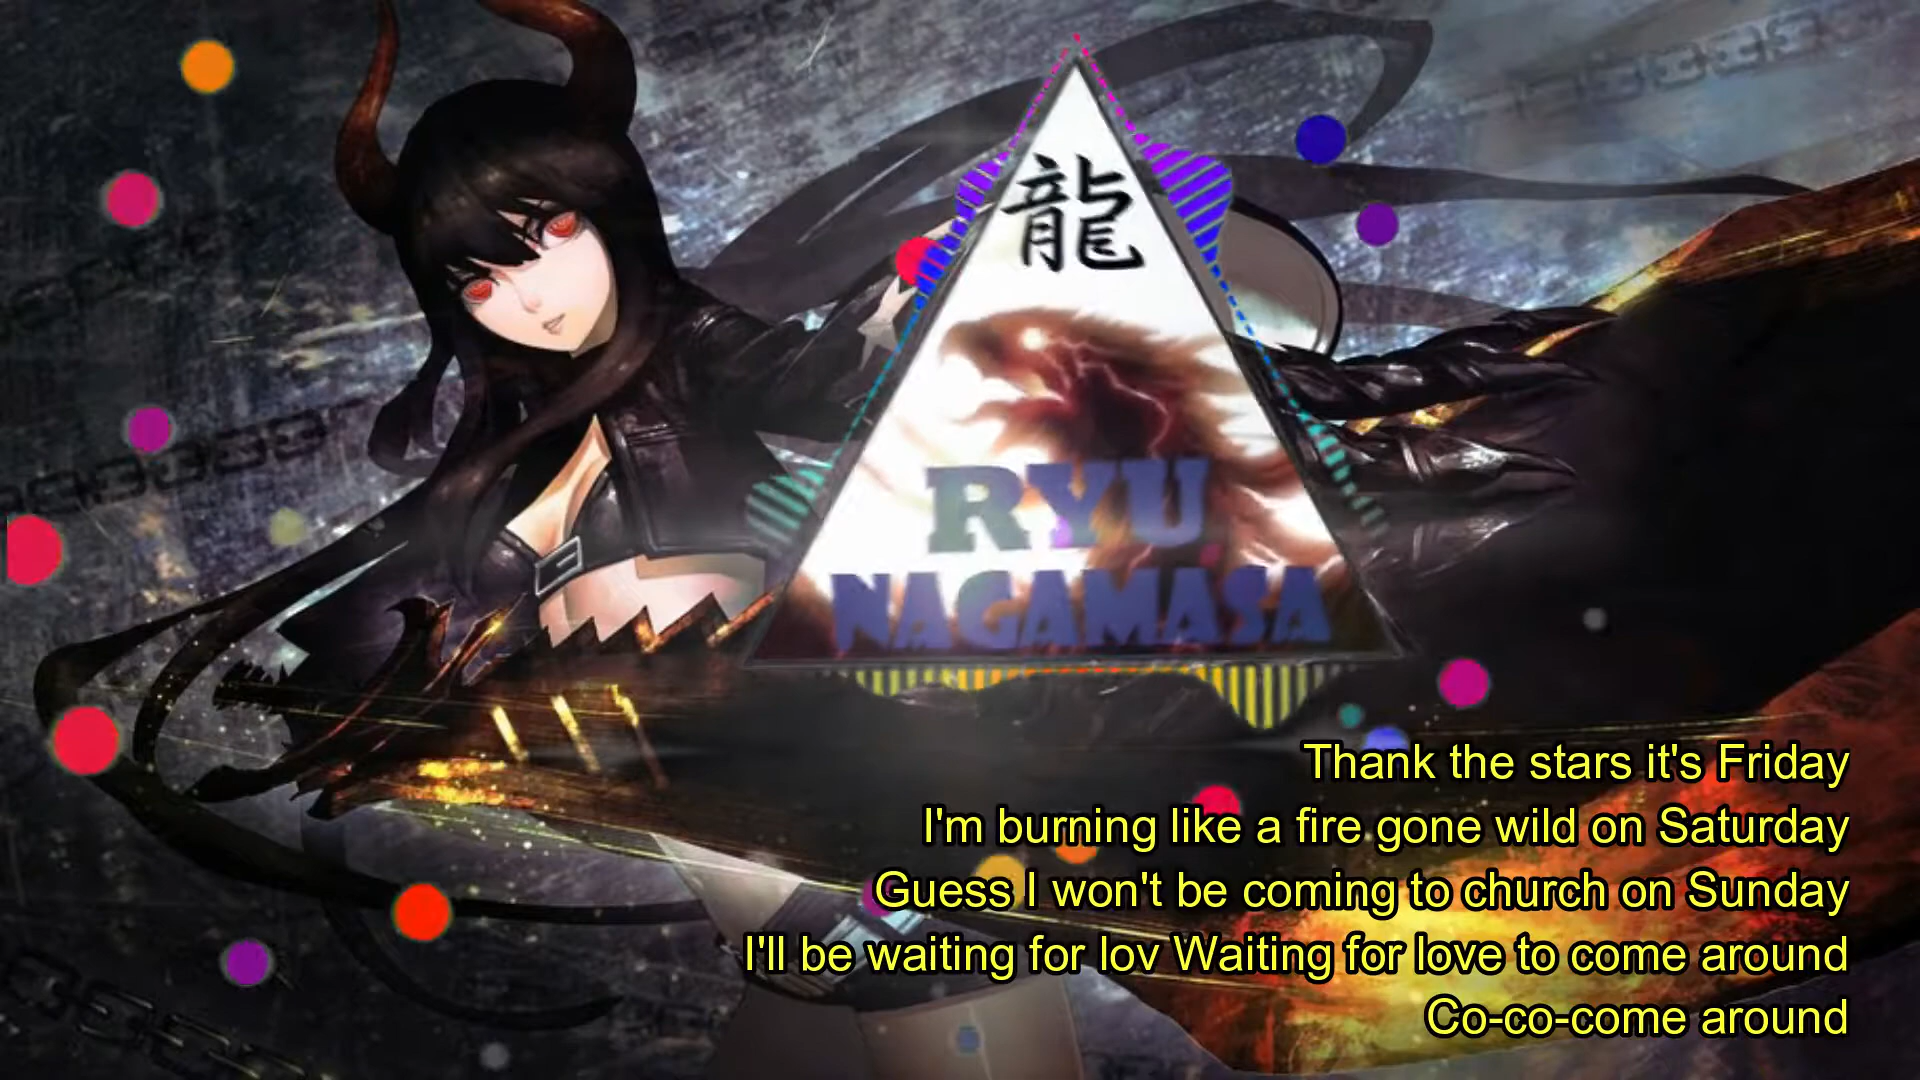 龍
RYU
NAGAMASA
Thank the stars it's Friday
I'm burning like a fire gone wild on Saturday
Guess I won't be coming to church on Sunday
I'll be waiting for lov Waiting for love to come around
Co-co-come around